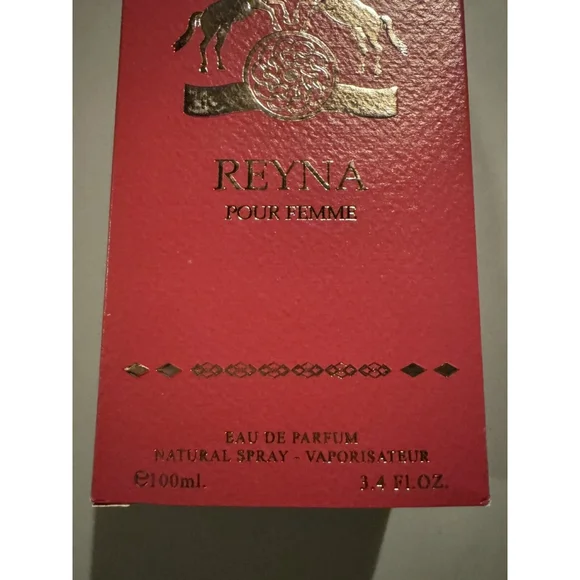 REYNA
POUR FEMME
EAU DE PARFUM
NATURAL SPRAY - VAPORISATEUR
℮100ml. 3.4 FL.OZ.